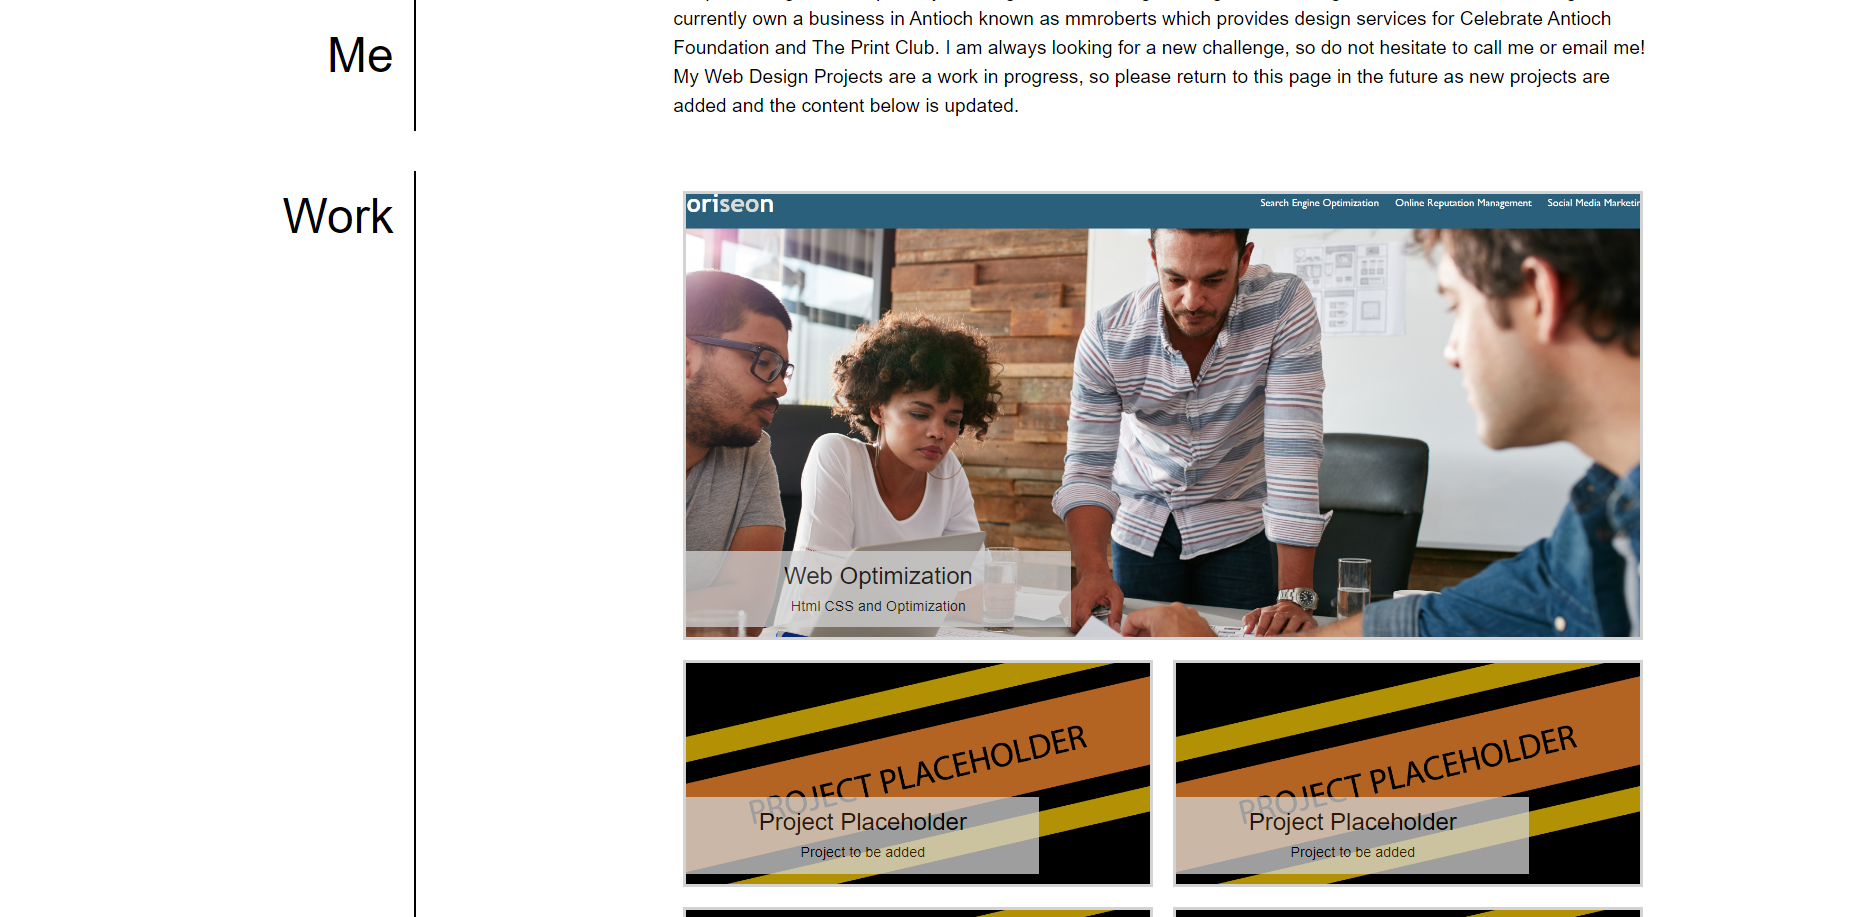 currently own a business in Antioch known as mmroberts which provides design services for Celebrate Antioch
Me
Foundation and The Print Club. I am always looking for a new challenge, so do not hesitate to call me or email me!
My Web Design Projects are a work in progress, so please return to this page in the future as new projects are
added and the content below is updated.
Work
oriseon
Search Engine Optimization Online Reputation Management Social Media Marketin
Web Optimization
Html CSS and Optimization
PROJECT PLACEHOLDER
Project Placeholder
Project to be added
PROJECT PLACEHOLDER
Project Placeholder
Project to be added